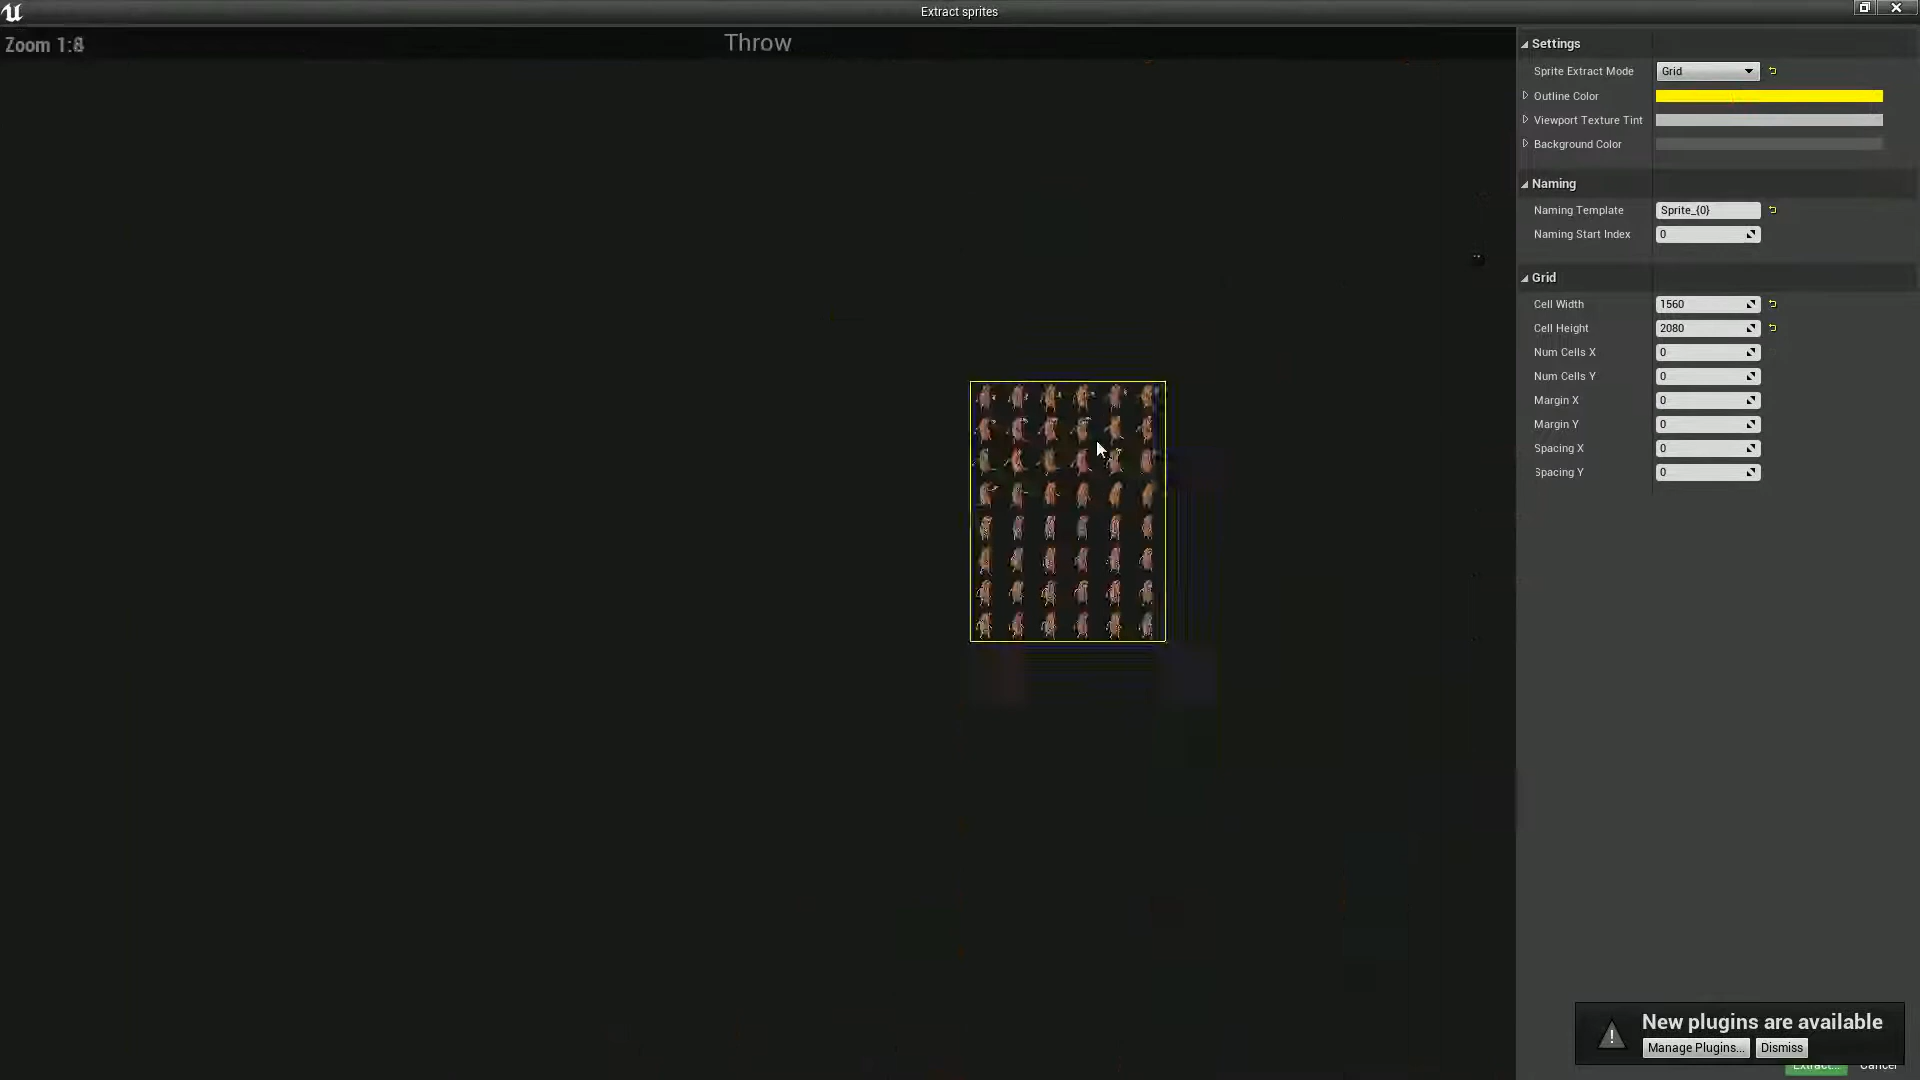 Extract sprites
Zoom 1:8
Throw
Settings
Sprite Extract Mode
Grid
Outline Color
Viewport Texture Tint
Background Color
Naming
Naming Template
Sprite_{0}
Naming Start Index
0
Grid
Cell Width
1560
Cell Height
2080
Num Cells X
0
Num Cells Y
0
Margin X
0
Margin Y
0
Spacing X
0
Spacing Y
0
New plugins are available
Manage Plugins...
Dismiss
Extract...
Cancel